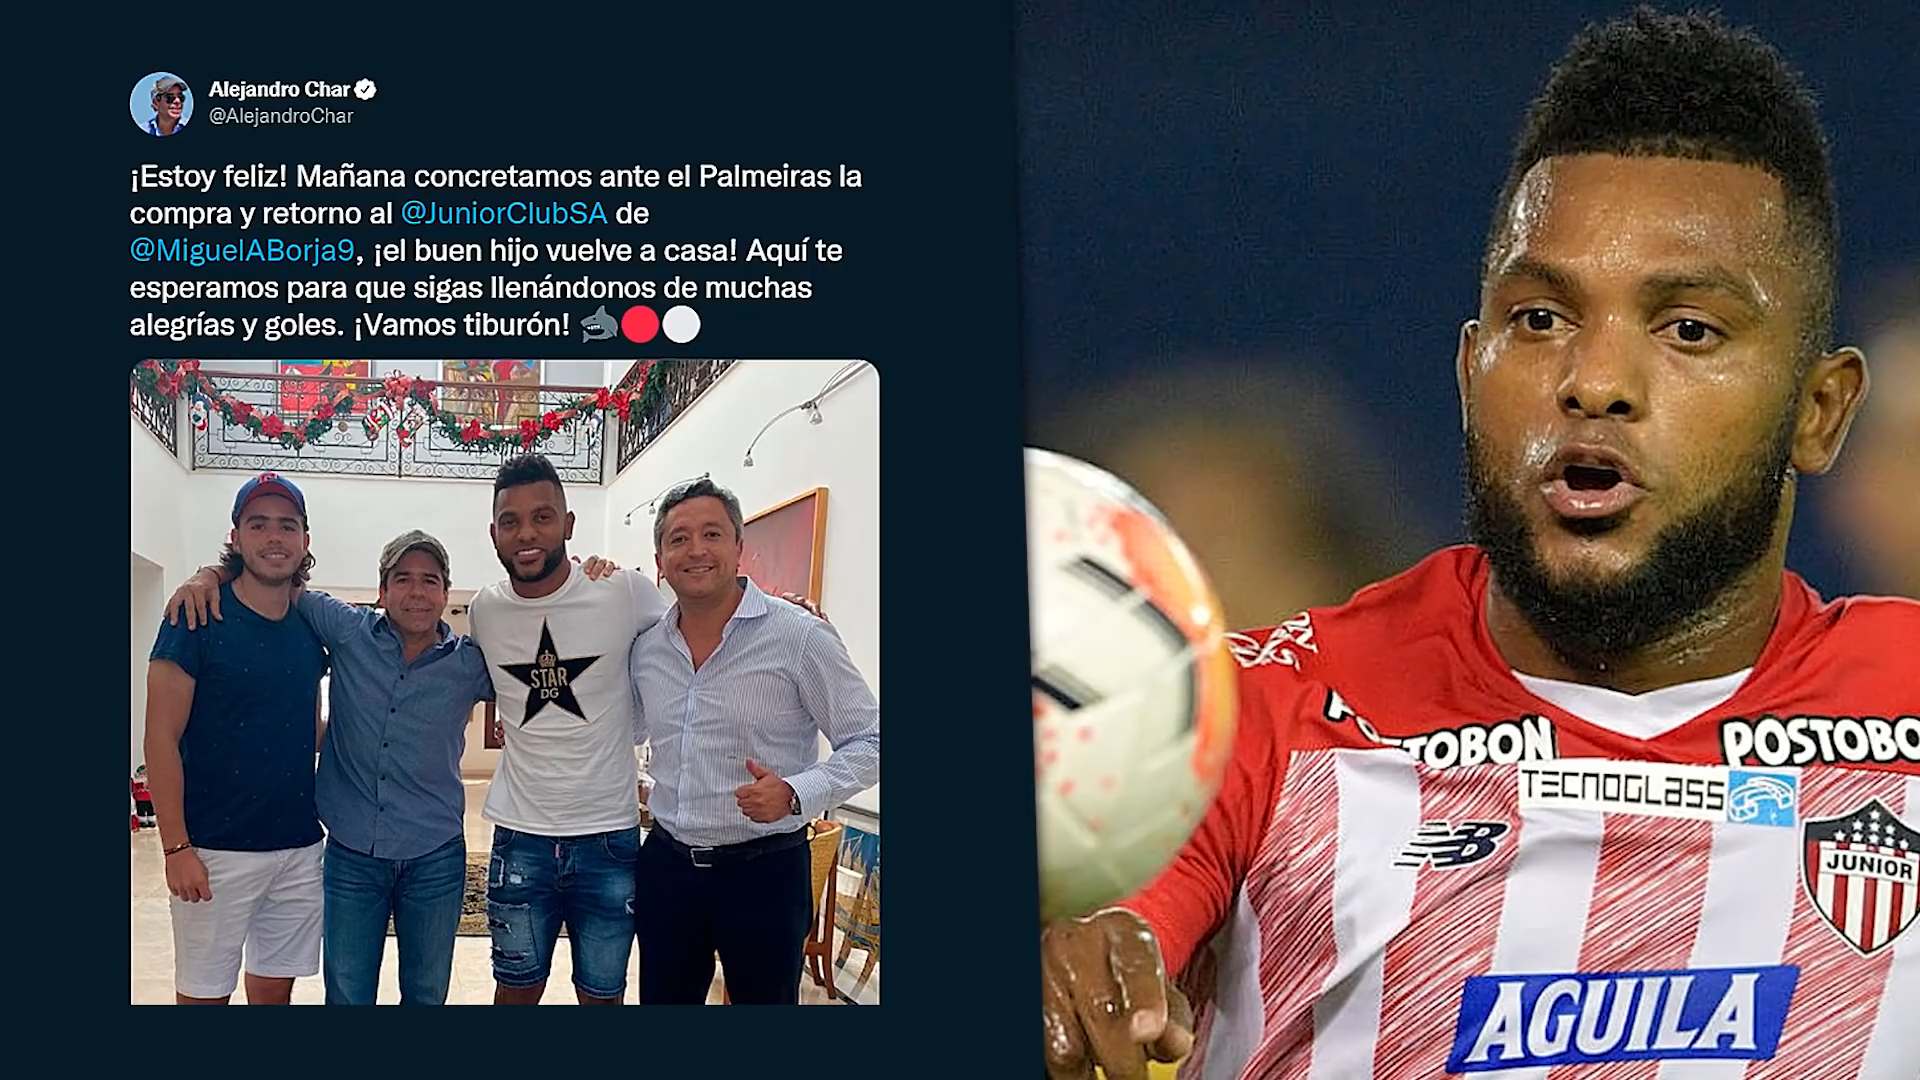 Alejandro Char
@AlejandroChar
¡Estoy feliz! Mañana concretamos ante el Palmeiras la
compra y retorno al @JuniorClubSA de
@MiguelABorja9, ¡el buen hijo vuelve a casa! Aquí te
esperamos para que sigas llenándonos de muchas
alegrías y goles. ¡Vamos tiburón! 🦈🔴⚪
STAR
DG
POSTOBON
POSTOBO
TECNOGLASS
NB
JUNIOR
AGUILA